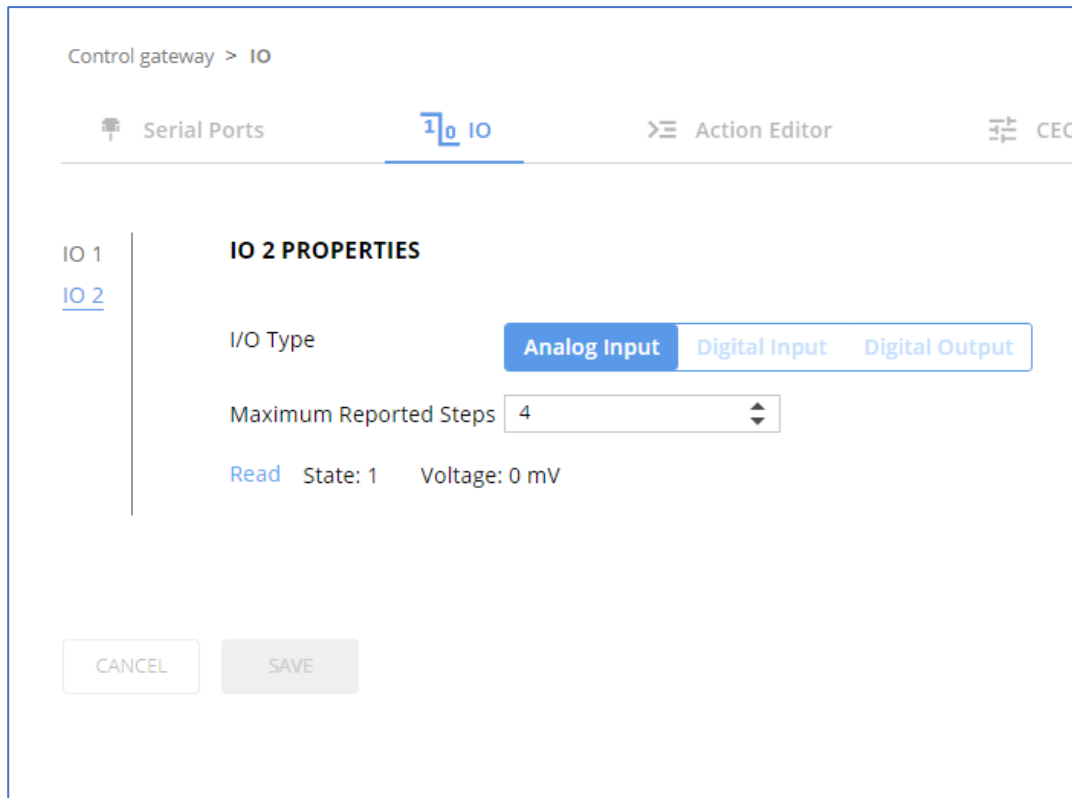 Control gateway > IO
Serial Ports 1 0 IO Action Editor CEC
IO 1
IO 2
IO 2 PROPERTIES
I/O Type Analog Input Digital Input Digital Output
Maximum Reported Steps 4
Read State: 1 Voltage: 0 mV
CANCEL SAVE